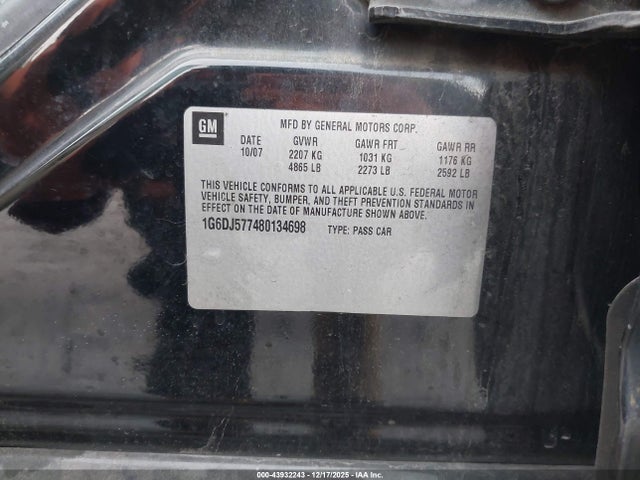 GM
MFD BY GENERAL MOTORS CORP.
DATE GVWR GAWR FRT GAWR RR
10/07 2207 KG 1031 KG 1176 KG
4865 LB 2273 LB 2592 LB
THIS VEHICLE CONFORMS TO ALL APPLICABLE U.S. FEDERAL MOTOR
VEHICLE SAFETY, BUMPER, AND THEFT PREVENTION STANDARDS IN
EFFECT ON THE DATE OF MANUFACTURE SHOWN ABOVE.
1G6DJ577480134698 TYPE: PASS CAR
000-43932243 - 12/17/2025 - IAA, Inc.